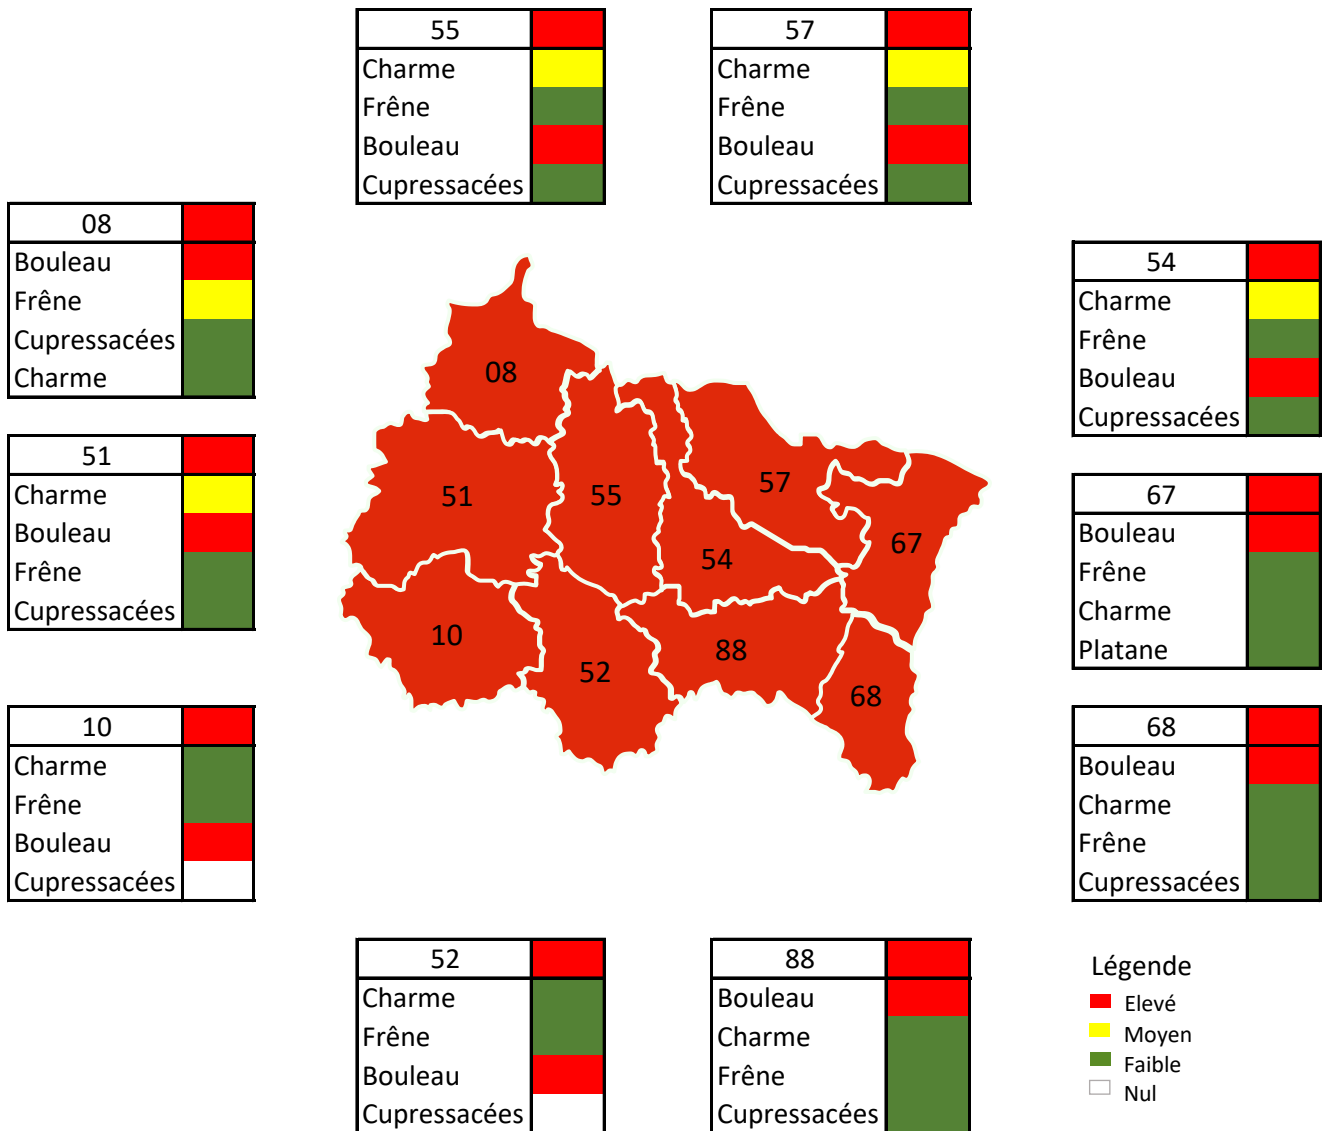 55
Charme
Frêne
Bouleau
Cupressacées
57
Charme
Frêne
Bouleau
Cupressacées
08
Bouleau
Frêne
Cupressacées
Charme
54
Charme
Frêne
Bouleau
Cupressacées
51
Charme
Bouleau
Frêne
Cupressacées
67
Bouleau
Frêne
Charme
Platane
10
Charme
Frêne
Bouleau
Cupressacées
68
Bouleau
Charme
Frêne
Cupressacées
52
Charme
Frêne
Bouleau
Cupressacées
88
Bouleau
Charme
Frêne
Cupressacées
08
51
55
57
67
54
10
52
88
68
Légende
Elevé
Moyen
Faible
Nul